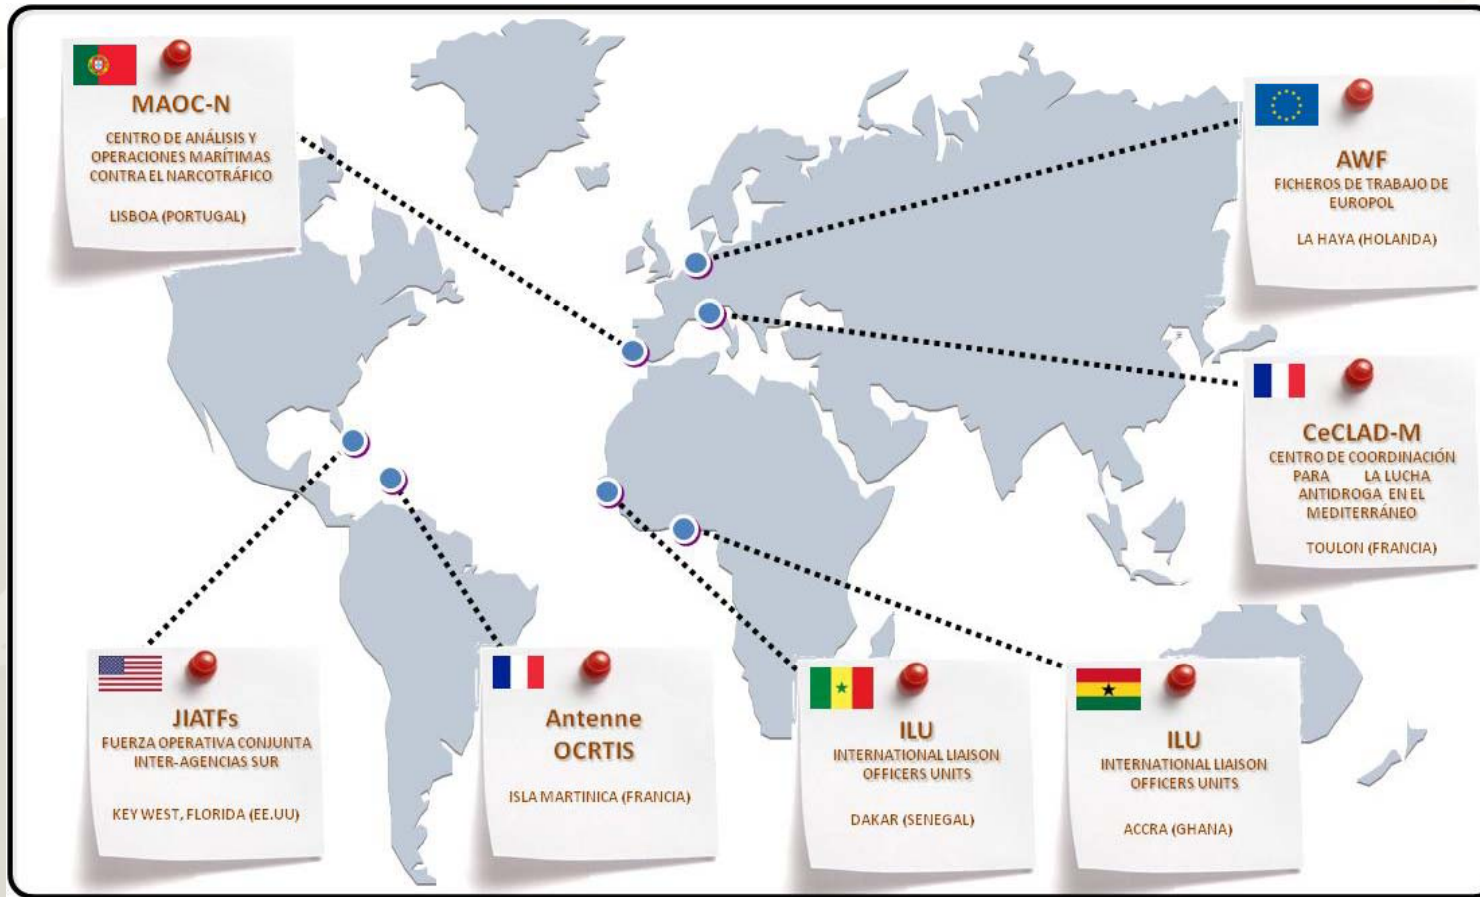 MAOC-N
CENTRO DE ANÁLISIS Y
OPERACIONES MARÍTIMAS
CONTRA EL NARCOTRÁFICO
LISBOA (PORTUGAL)
AWF
FICHEROS DE TRABAJO DE
EUROPOL
LA HAYA (HOLANDA)
CeCLAD-M
CENTRO DE COORDINACIÓN
PARA LA LUCHA
ANTIDROGA EN EL
MEDITERRÁNEO
TOULON (FRANCIA)
JIATFs
FUERZA OPERATIVA CONJUNTA
INTER-AGENCIAS SUR
KEY WEST, FLORIDA (EE.UU)
Antenne
OCRTIS
ISLA MARTINICA (FRANCIA)
ILU
INTERNATIONAL LIAISON
OFFICERS UNITS
DAKAR (SENEGAL)
ILU
INTERNATIONAL LIAISON
OFFICERS UNITS
ACCRA (GHANA)